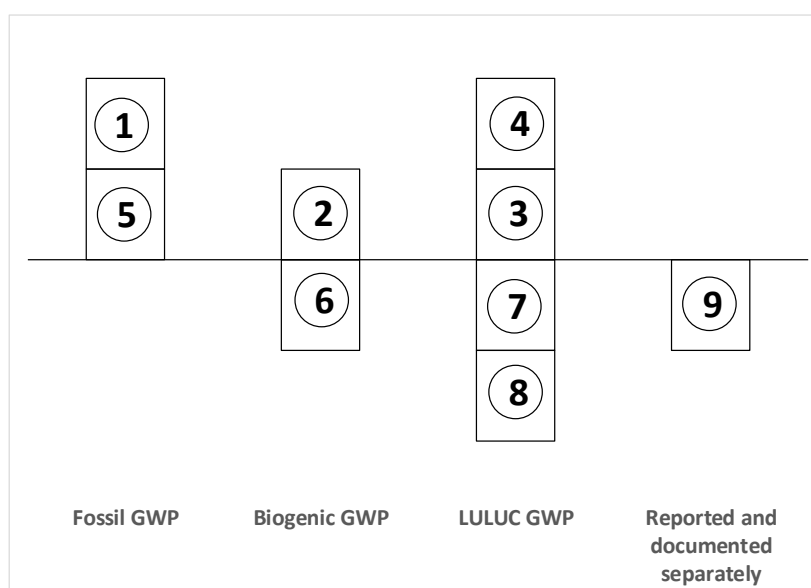 1
4
5
2
3
6
7
9
8
Fossil GWP
Biogenic GWP
LULUC GWP
Reported and
documented
separately